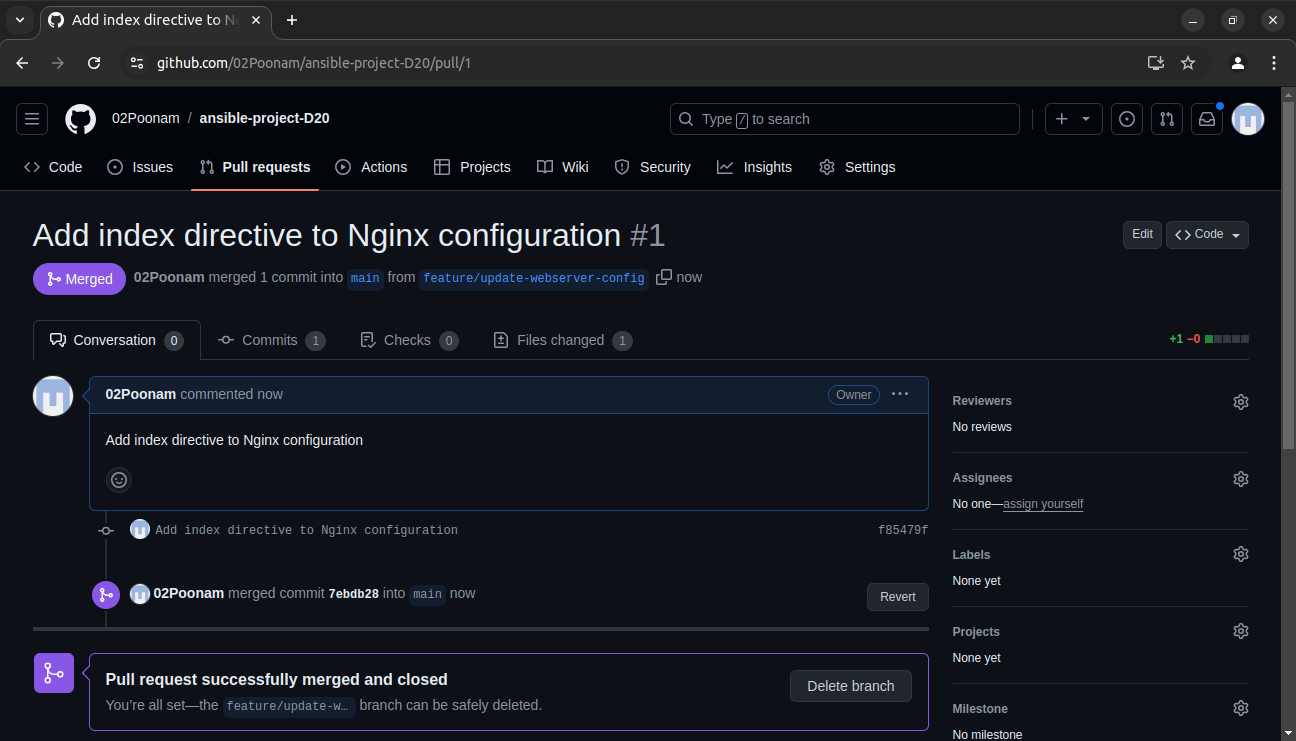 Add index directive to N
github.com/02Poonam/ansible-project-D20/pull/1
02Poonam / ansible-project-D20
Type / to search
Code Issues Pull requests Actions Projects Wiki Security Insights Settings
Add index directive to Nginx configuration #1
Edit
Code
Merged
02Poonam merged 1 commit into main from feature/update-webserver-config now
Conversation 0
Commits 1
Checks 0
Files changed 1
+1 −0
02Poonam commented now
Owner
Add index directive to Nginx configuration
Add index directive to Nginx configuration
f85479f
02Poonam merged commit 7ebdb28 into main now
Revert
Pull request successfully merged and closed
You’re all set—the feature/update-w… branch can be safely deleted.
Delete branch
Reviewers
No reviews
Assignees
No one—assign yourself
Labels
None yet
Projects
None yet
Milestone
No milestone